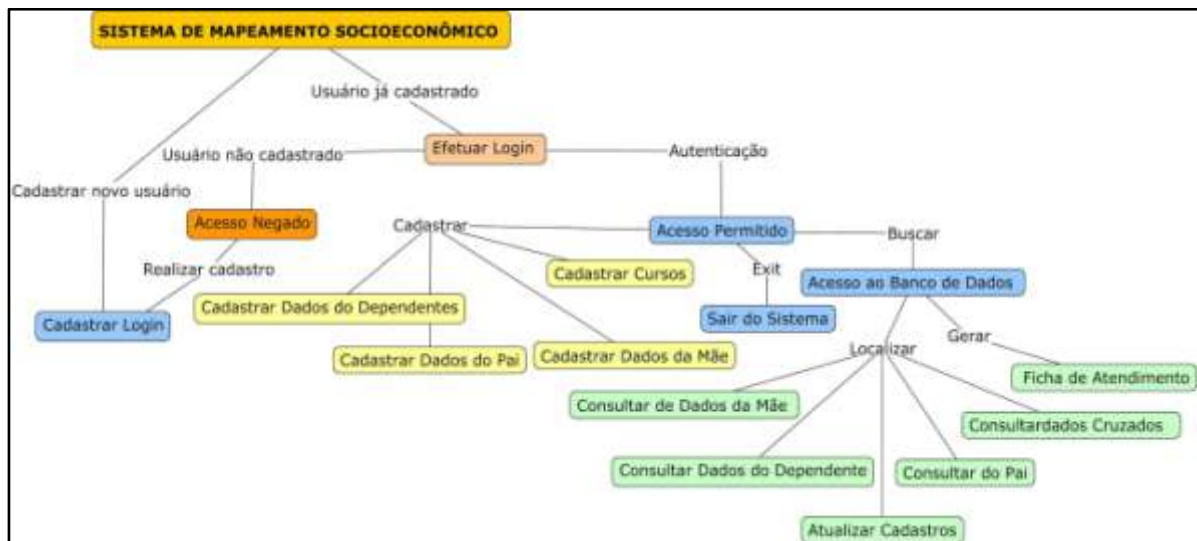 SISTEMA DE MAPEAMENTO SOCIOECONÔMICO
Usuário já cadastrado
Efetuar Login
Usuário não cadastrado
Autenticação
Cadastrar novo usuário
Acesso Negado
Cadastrar
Acesso Permitido
Buscar
Realizar cadastro
Cadastrar Cursos
Exit
Acesso ao Banco de Dados
Cadastrar Dados do Dependentes
Cadastrar Login
Sair do Sistema
Gerar
Localizar
Cadastrar Dados do Pai
Cadastrar Dados da Mãe
Ficha de Atendimento
Consultar de Dados da Mãe
Consultardados Cruzados
Consultar Dados do Dependente
Consultar do Pai
Atualizar Cadastros